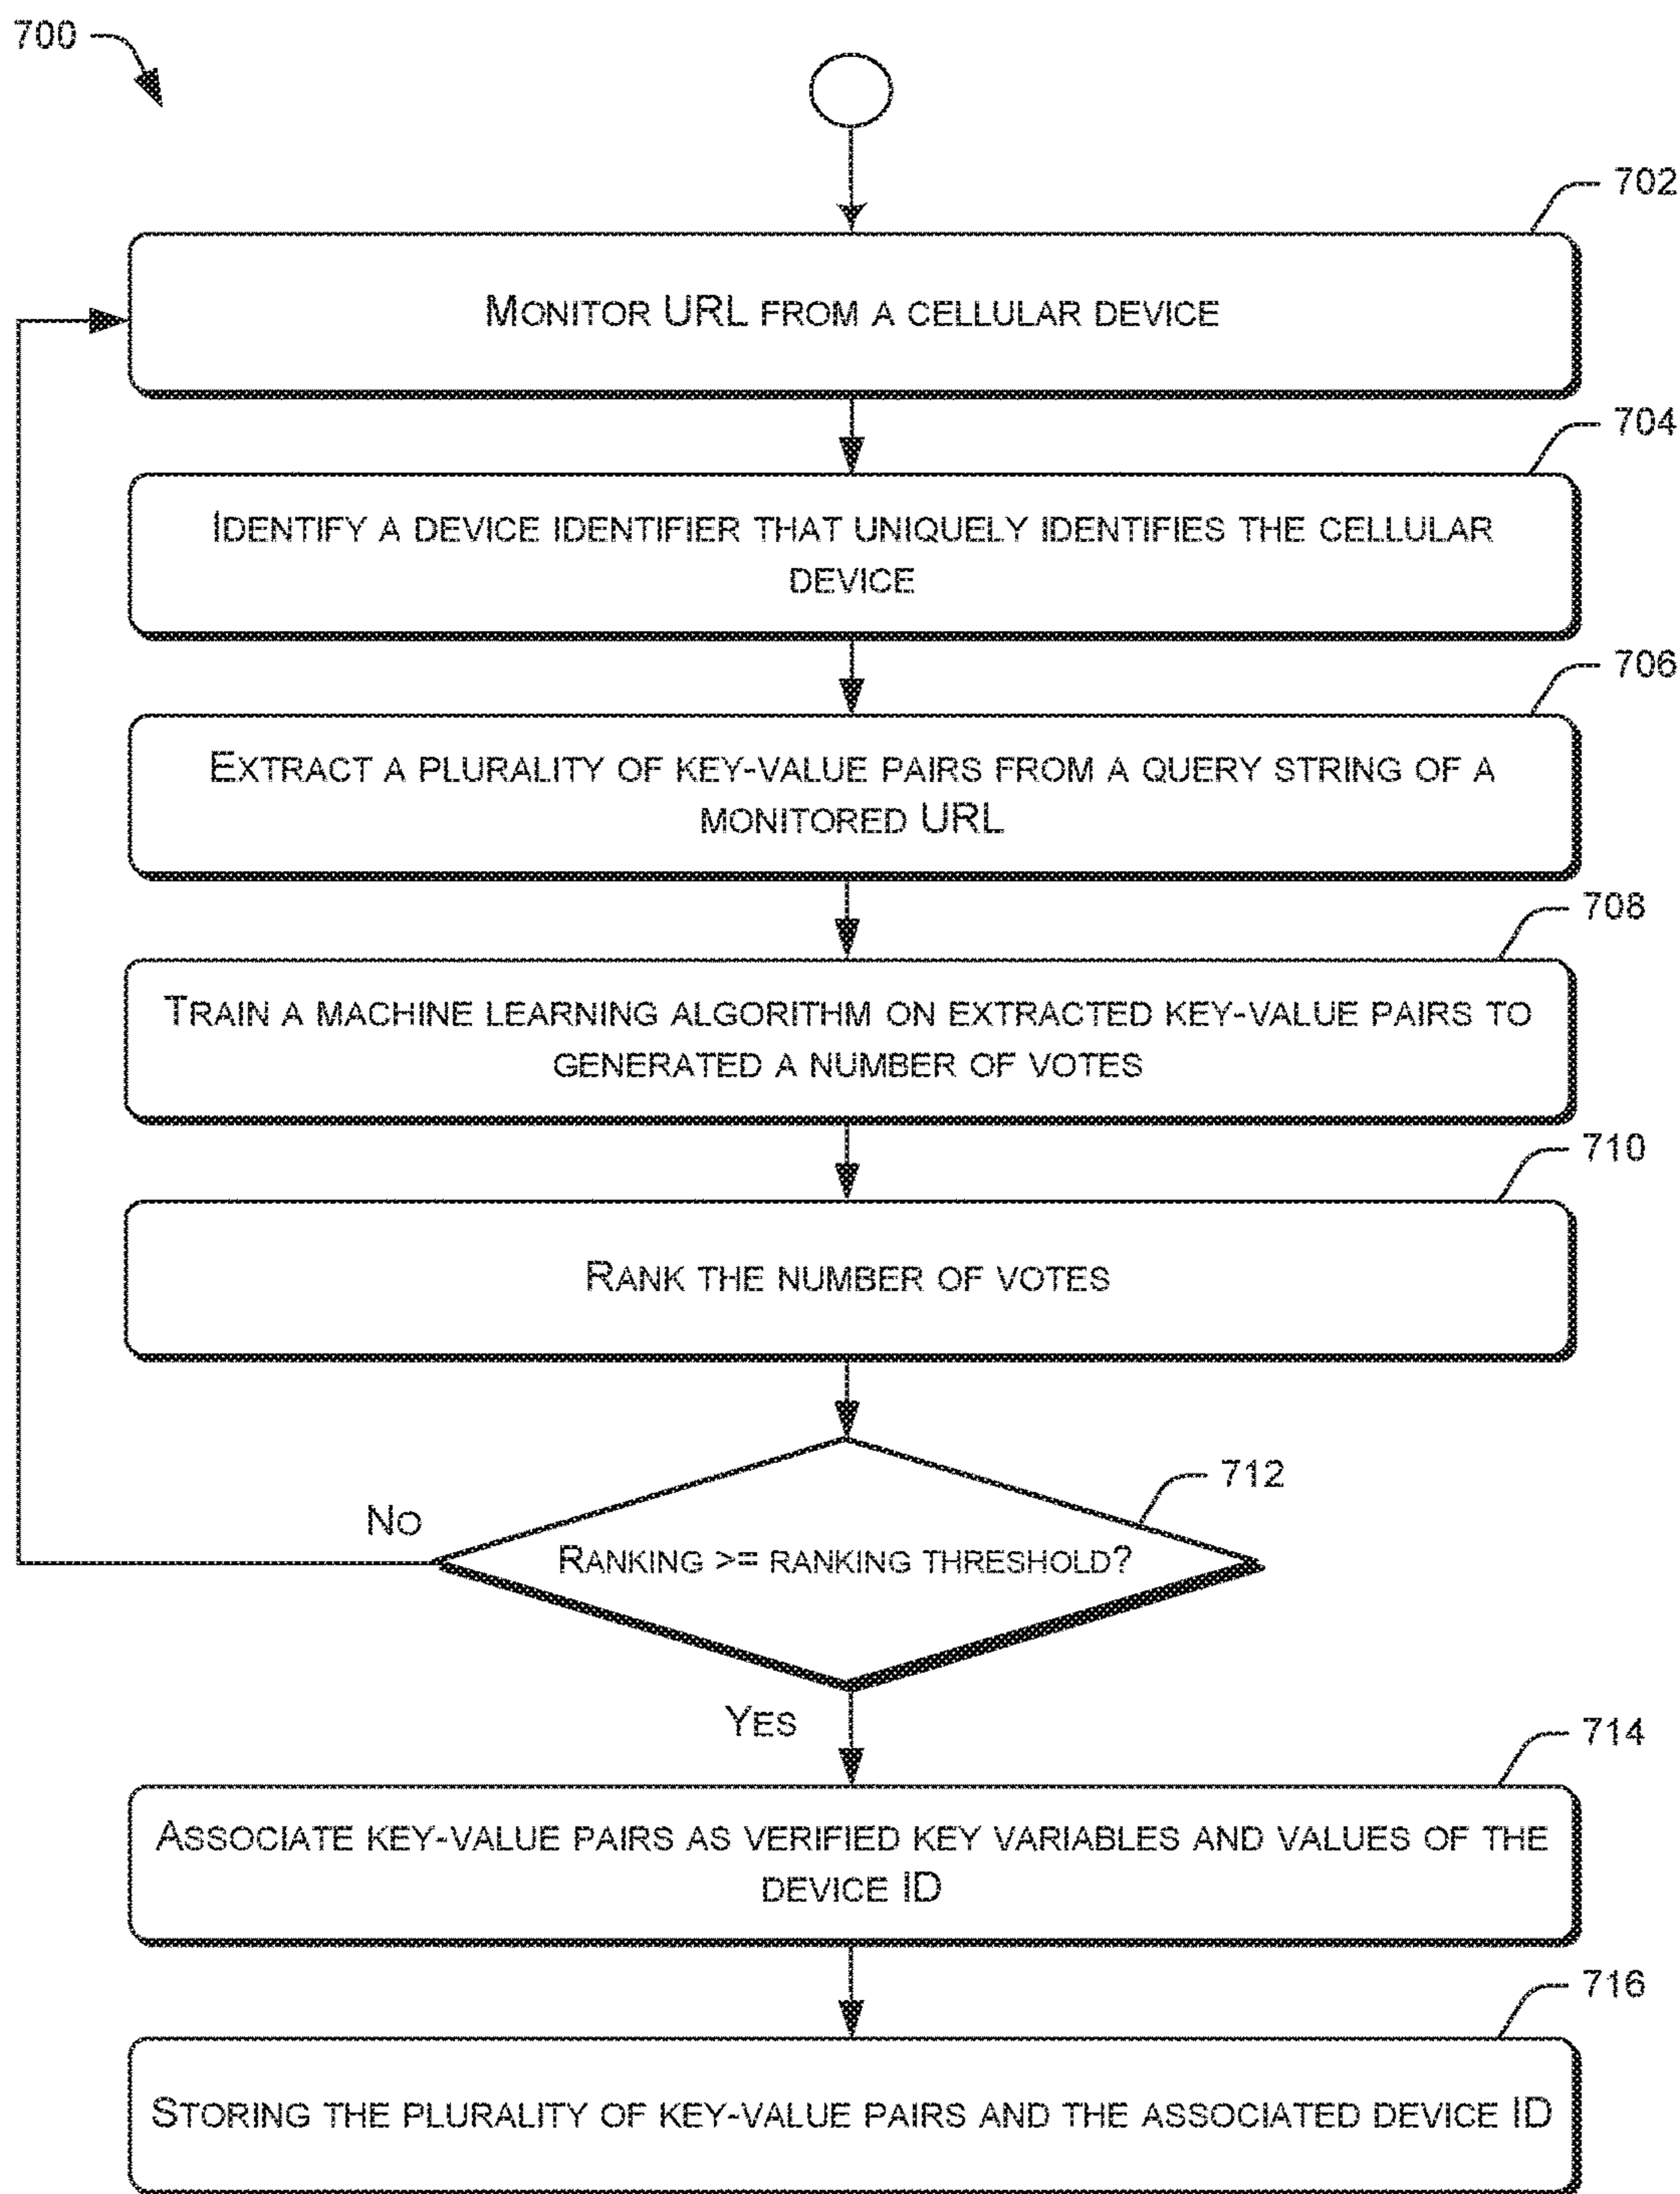 700
702
MONITOR URL FROM A CELLULAR DEVICE
704
IDENTIFY A DEVICE IDENTIFIER THAT UNIQUELY IDENTIFIES THE CELLULAR
DEVICE
706
EXTRACT A PLURALITY OF KEY-VALUE PAIRS FROM A QUERY STRING OF A
MONITORED URL
708
TRAIN A MACHINE LEARNING ALGORITHM ON EXTRACTED KEY-VALUE PAIRS TO
GENERATED A NUMBER OF VOTES
710
RANK THE NUMBER OF VOTES
712
NO
RANKING >= RANKING THRESHOLD?
YES
714
ASSOCIATE KEY-VALUE PAIRS AS VERIFIED KEY VARIABLES AND VALUES OF THE
DEVICE ID
716
STORING THE PLURALITY OF KEY-VALUE PAIRS AND THE ASSOCIATED DEVICE ID